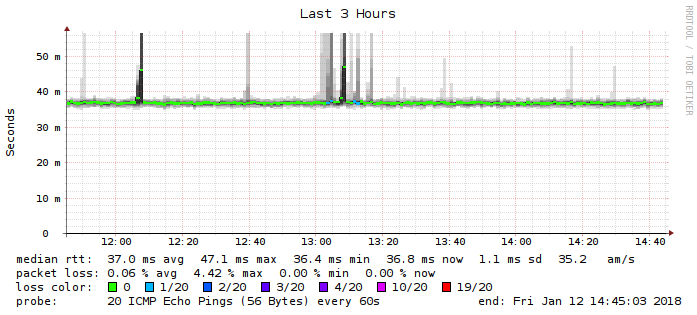 Last 3 Hours
RRDTOOL / TOBI OETIKER
Seconds
50 m
40 m
30 m
20 m
10 m
0
12:00 12:20 12:40 13:00 13:20 13:40 14:00 14:20 14:40
median rtt: 37.0 ms avg 47.1 ms max 36.4 ms min 36.8 ms now 1.1 ms sd 35.2 am/s
packet loss: 0.06 % avg 4.42 % max 0.00 % min 0.00 % now
loss color: 0 1/20 2/20 3/20 4/20 10/20 19/20
probe: 20 ICMP Echo Pings (56 Bytes) every 60s end: Fri Jan 12 14:45:03 2018